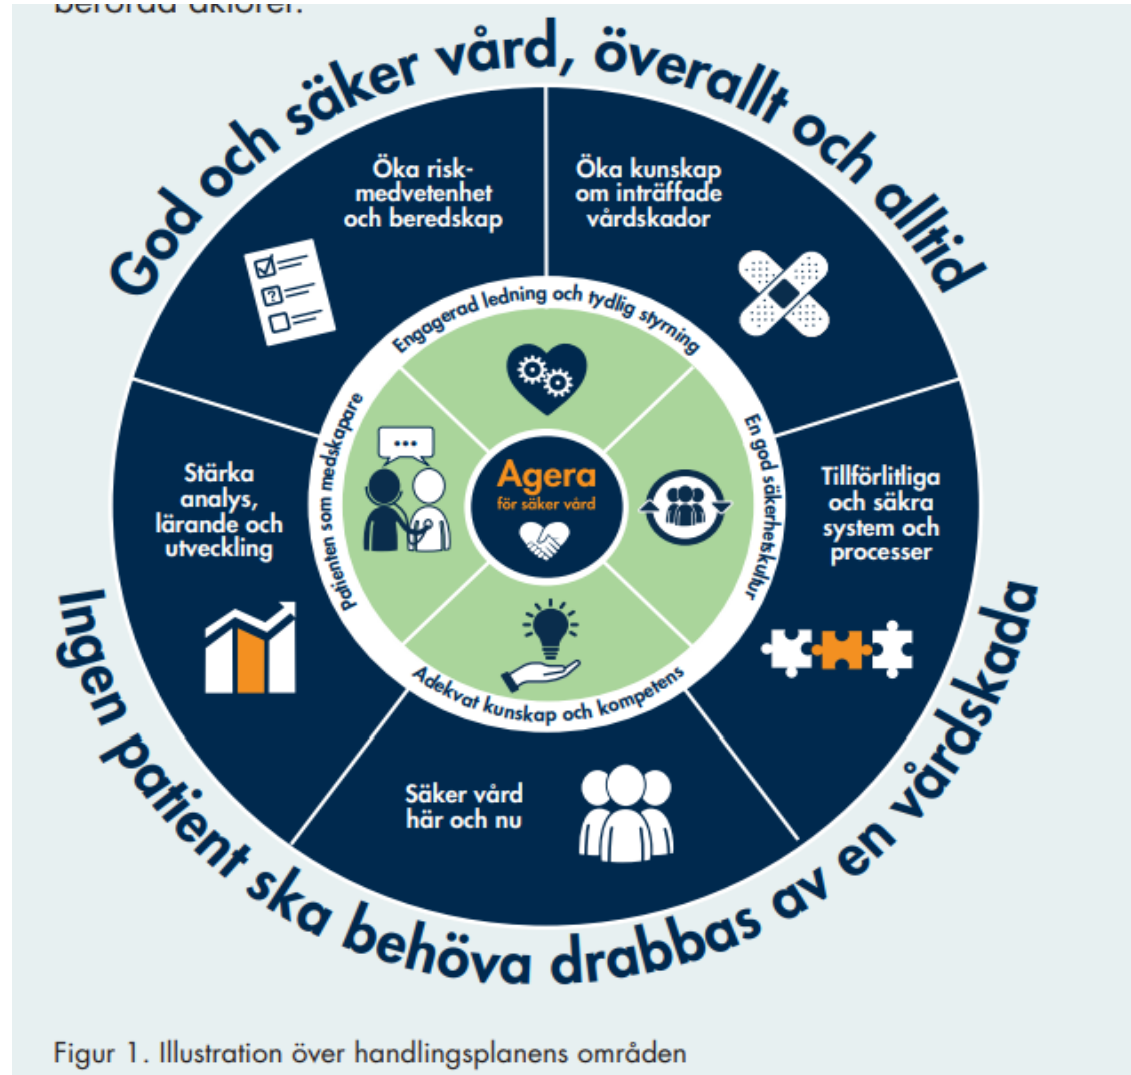 berörda aktörer.
God och säker vård, överallt och alltid
Öka risk-
medvetenhet
och beredskap
Öka kunskap
om inträffade
vårdskador
Engagerad ledning och tydlig styrning
Patienten som medskapare
En god säkerhetskultur
Stärka
analys,
lärande och
utveckling
Agera
för säker vård
Tillförlitliga
och säkra
system och
processer
Adekvat kunskap och kompetens
Säker vård
här och nu
Ingen patient ska behöva drabbas av en vårdskada
Figur 1. Illustration över handlingsplanens områden